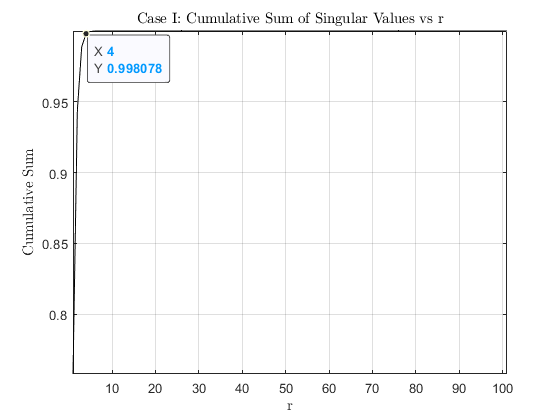 Case I: Cumulative Sum of Singular Values vs r
X 4
Y 0.998078
0.95
0.9
0.85
0.8
Cumulative Sum
10 20 30 40 50 60 70 80 90 100
r